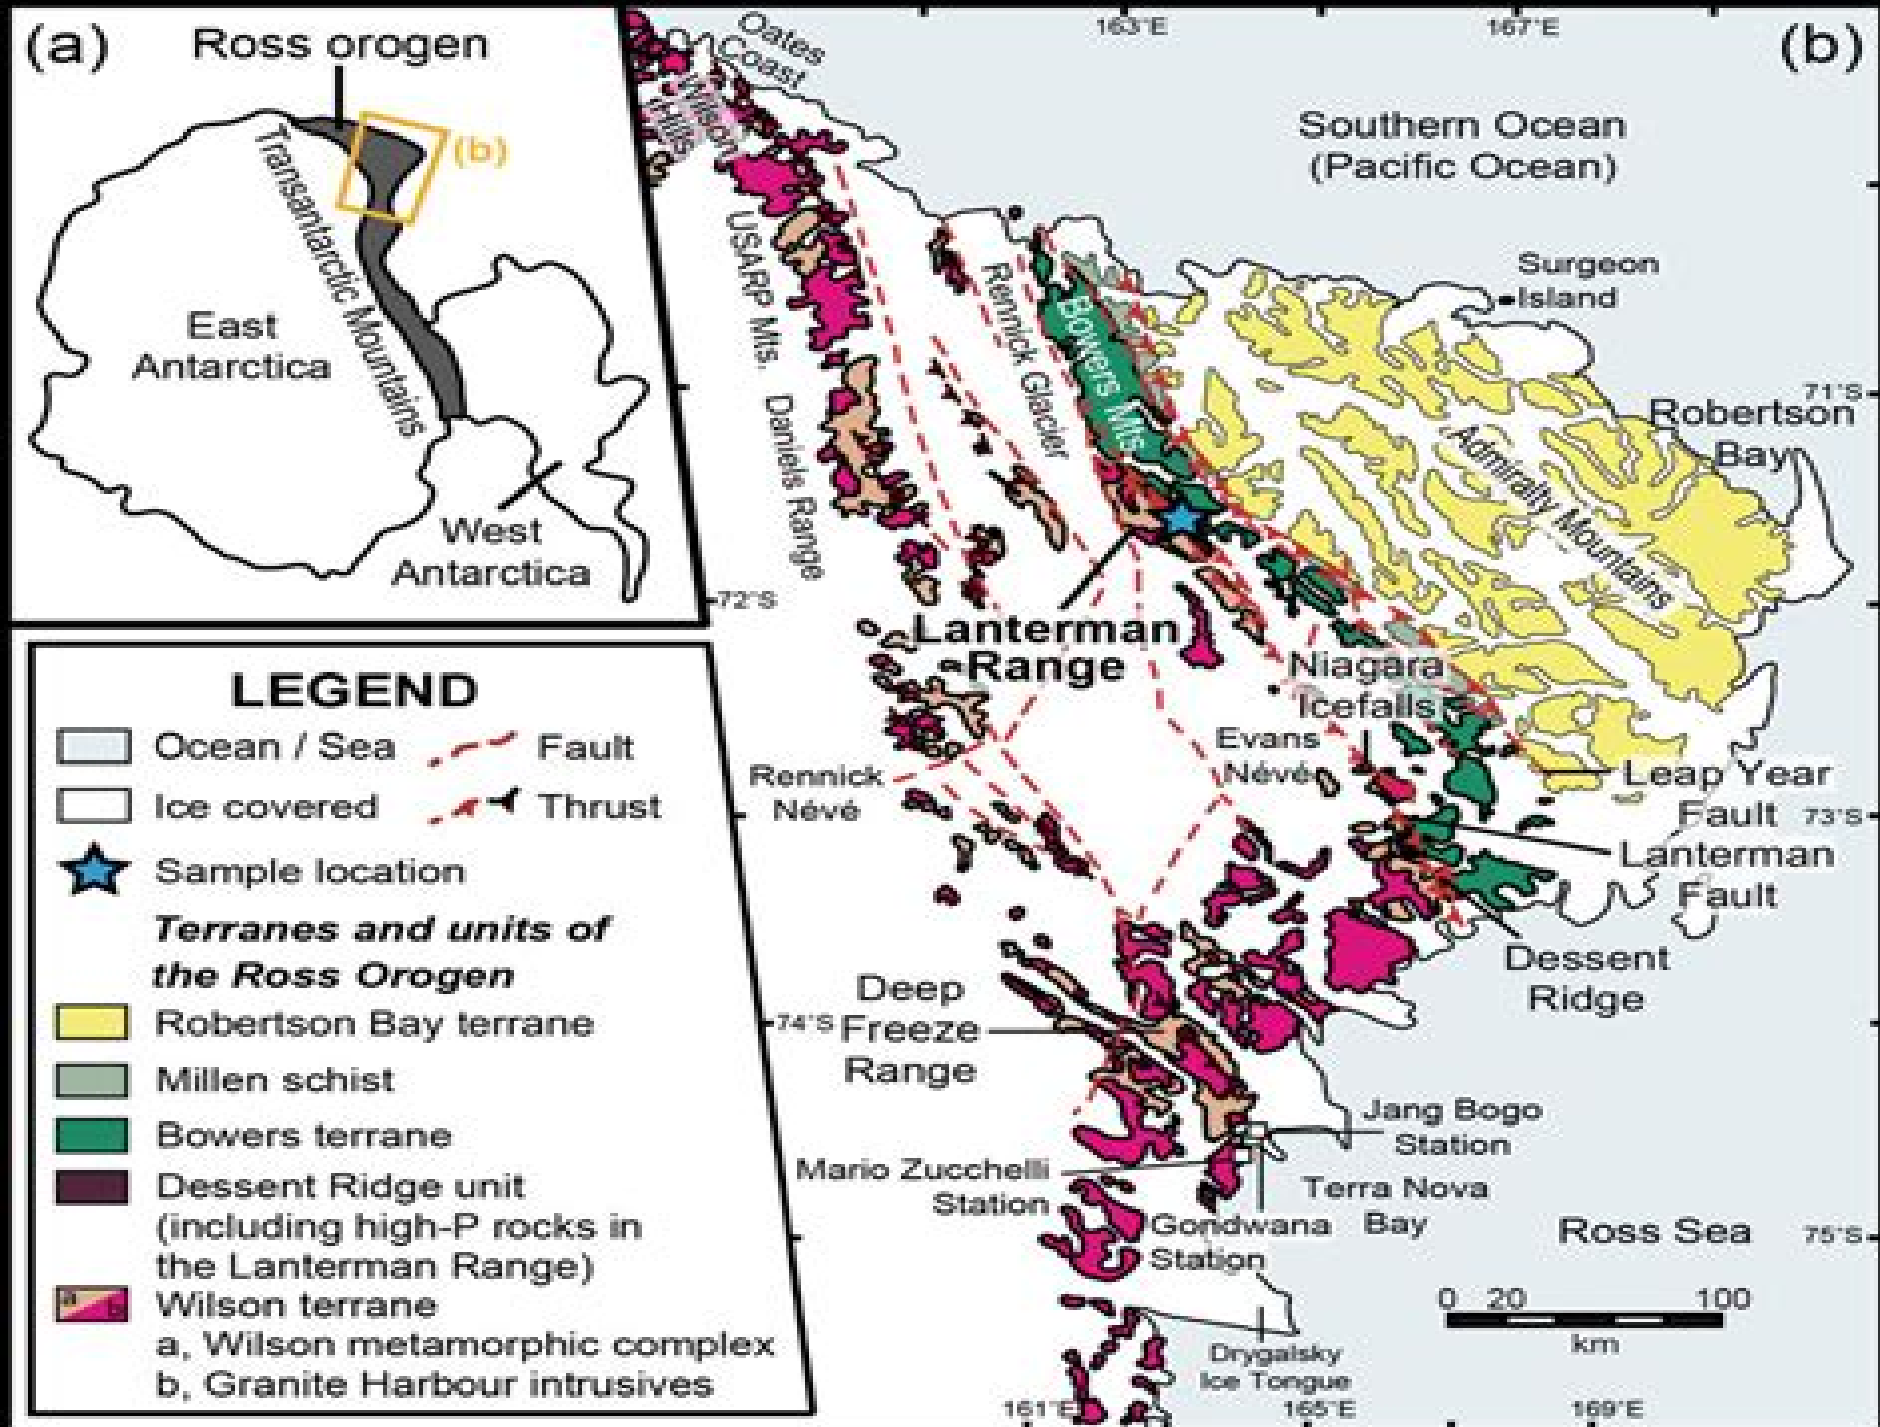 (a)
Ross orogen
(b)
Transantarctic Mountains
East
Antarctica
West
Antarctica
LEGEND
Ocean / Sea
Fault
Ice covered
Thrust
Sample location
Terranes and units of
the Ross Orogen
Robertson Bay terrane
Millen schist
Bowers terrane
Dessent Ridge unit
(including high-P rocks in
the Lanterman Range)
a
b
Wilson terrane
a, Wilson metamorphic complex
b, Granite Harbour intrusives
(b)
163°E
167°E
Oates
Coast
Wilson
Hills
Southern Ocean
(Pacific Ocean)
USARP Mts.
Rennick Glacier
Bowers Mts.
Surgeon
Island
71°S
Robertson
Bay
Daniels Range
Admiralty Mountains
72°S
Lanterman
Range
Niagara
Icefalls
Evans
Névé
Rennick
Névé
Leap Year
Fault
73°S
Lanterman
Fault
Dessent
Ridge
Deep
74°S
Freeze
Range
Jang Bogo
Station
Mario Zucchelli
Station
Terra Nova
Bay
Gondwana
Station
Ross Sea
75°S
0 20 100
km
Drygalsky
Ice Tongue
161°E
165°E
169°E